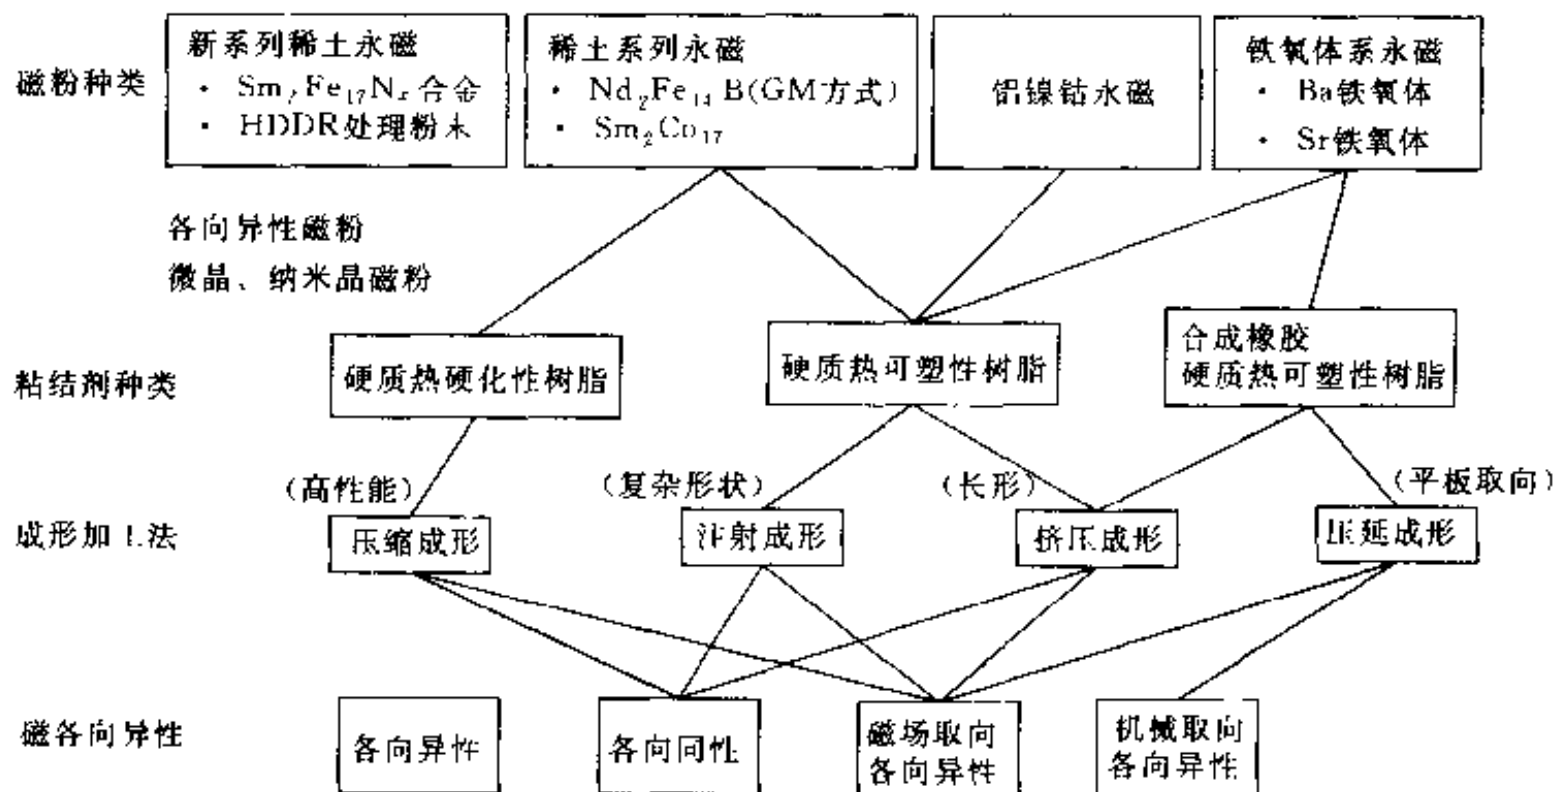 磁粉种类
新系列稀土永磁
· Sm₂Fe₁₇Nₓ合金
· HDDR处理粉末
稀土系列永磁
· Nd₂Fe₁₄B(GM方式)
· Sm₂Co₁₇
铝镍钴永磁
铁氧体系永磁
· Ba铁氧体
· Sr铁氧体
各向异性磁粉
微晶、纳米晶磁粉
粘结剂种类
硬质热硬化性树脂
硬质热可塑性树脂
合成橡胶
硬质热可塑性树脂
(高性能)
(复杂形状)
(长形)
(平板取向)
成形加工法
压缩成形
注射成形
挤压成形
压延成形
磁各向异性
各向异性
各向同性
磁场取向
各向异性
机械取向
各向异性